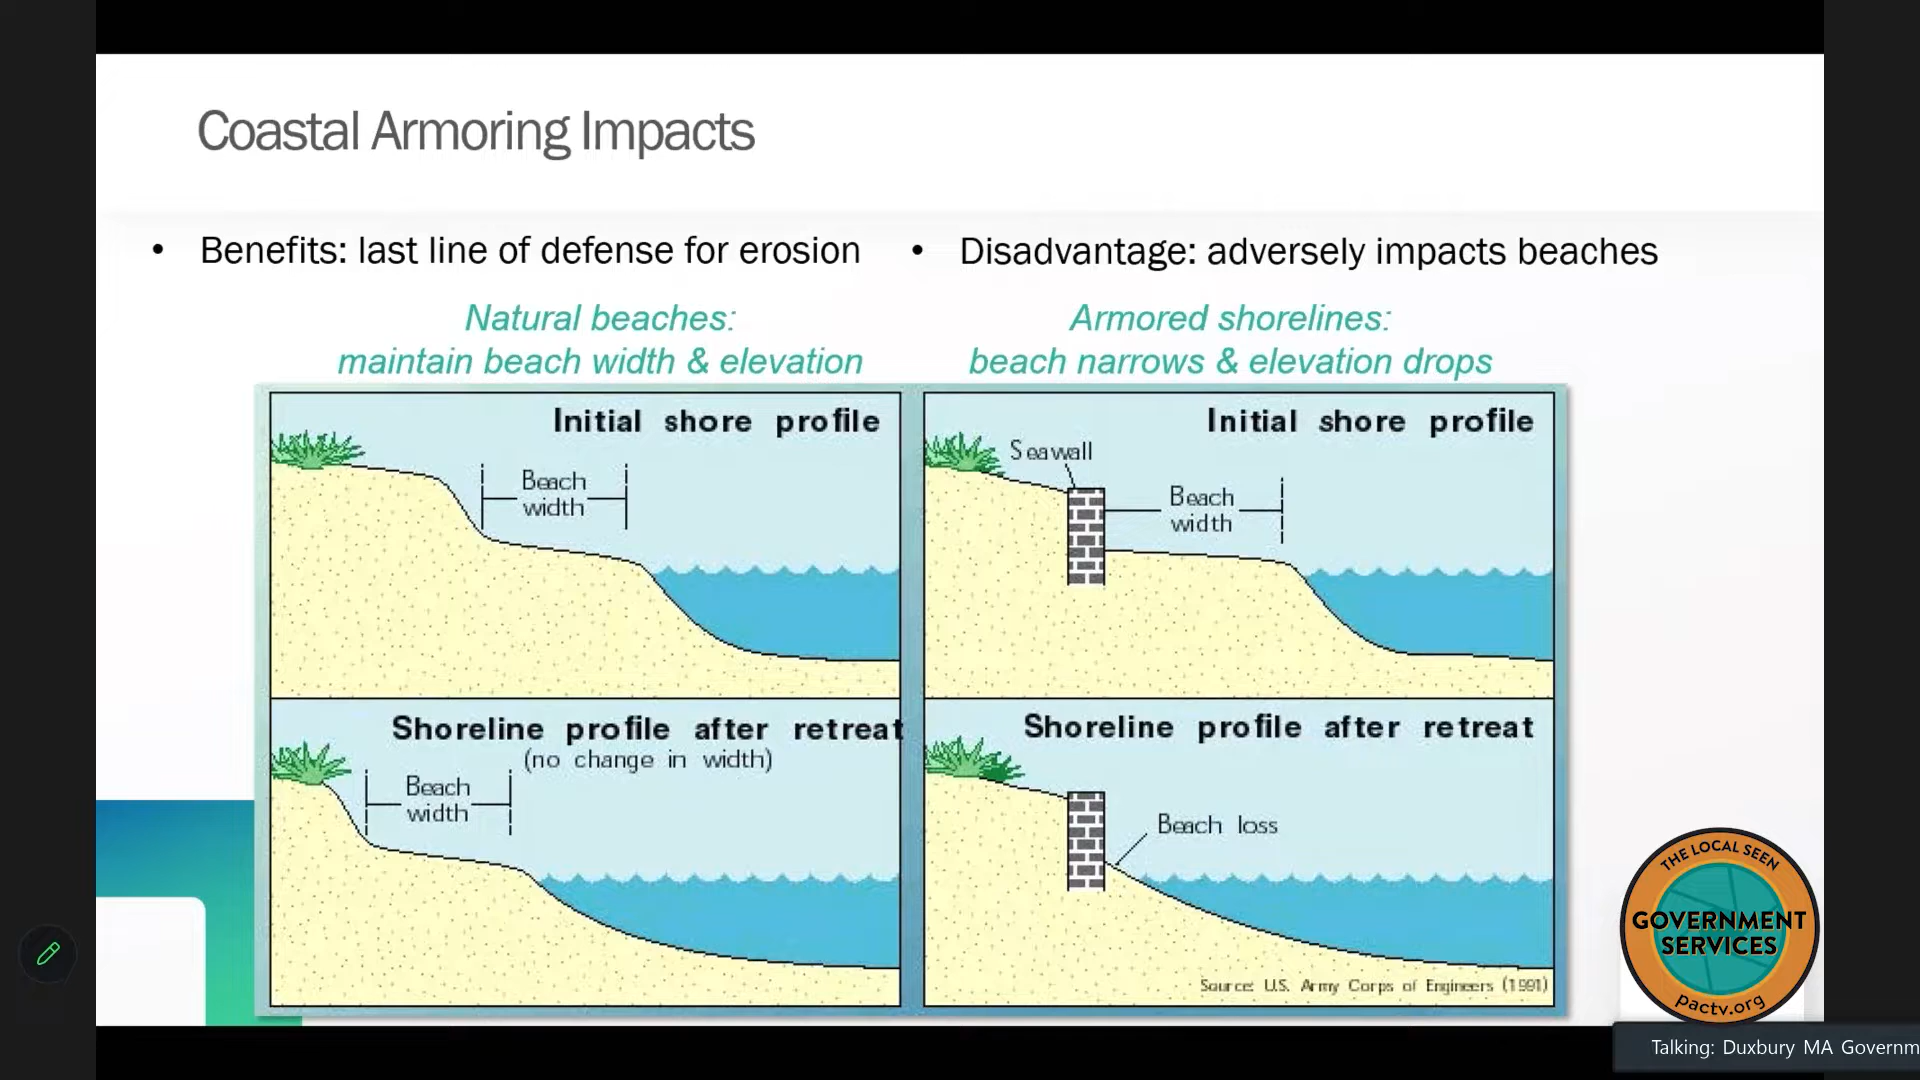 Coastal Armoring Impacts
• Benefits: last line of defense for erosion
• Disadvantage: adversely impacts beaches
Natural beaches:
maintain beach width & elevation
Armored shorelines:
beach narrows & elevation drops
Initial shore profile
Beach
width
Initial shore profile
Seawall
Beach
width
Shoreline profile after retreat
(no change in width)
Beach
width
Shoreline profile after retreat
Beach loss
Source: U.S. Army Corps of Engineers (1991)
THE LOCAL SEEN
GOVERNMENT
SERVICES
pactv.org
Talking: Duxbury MA Governm